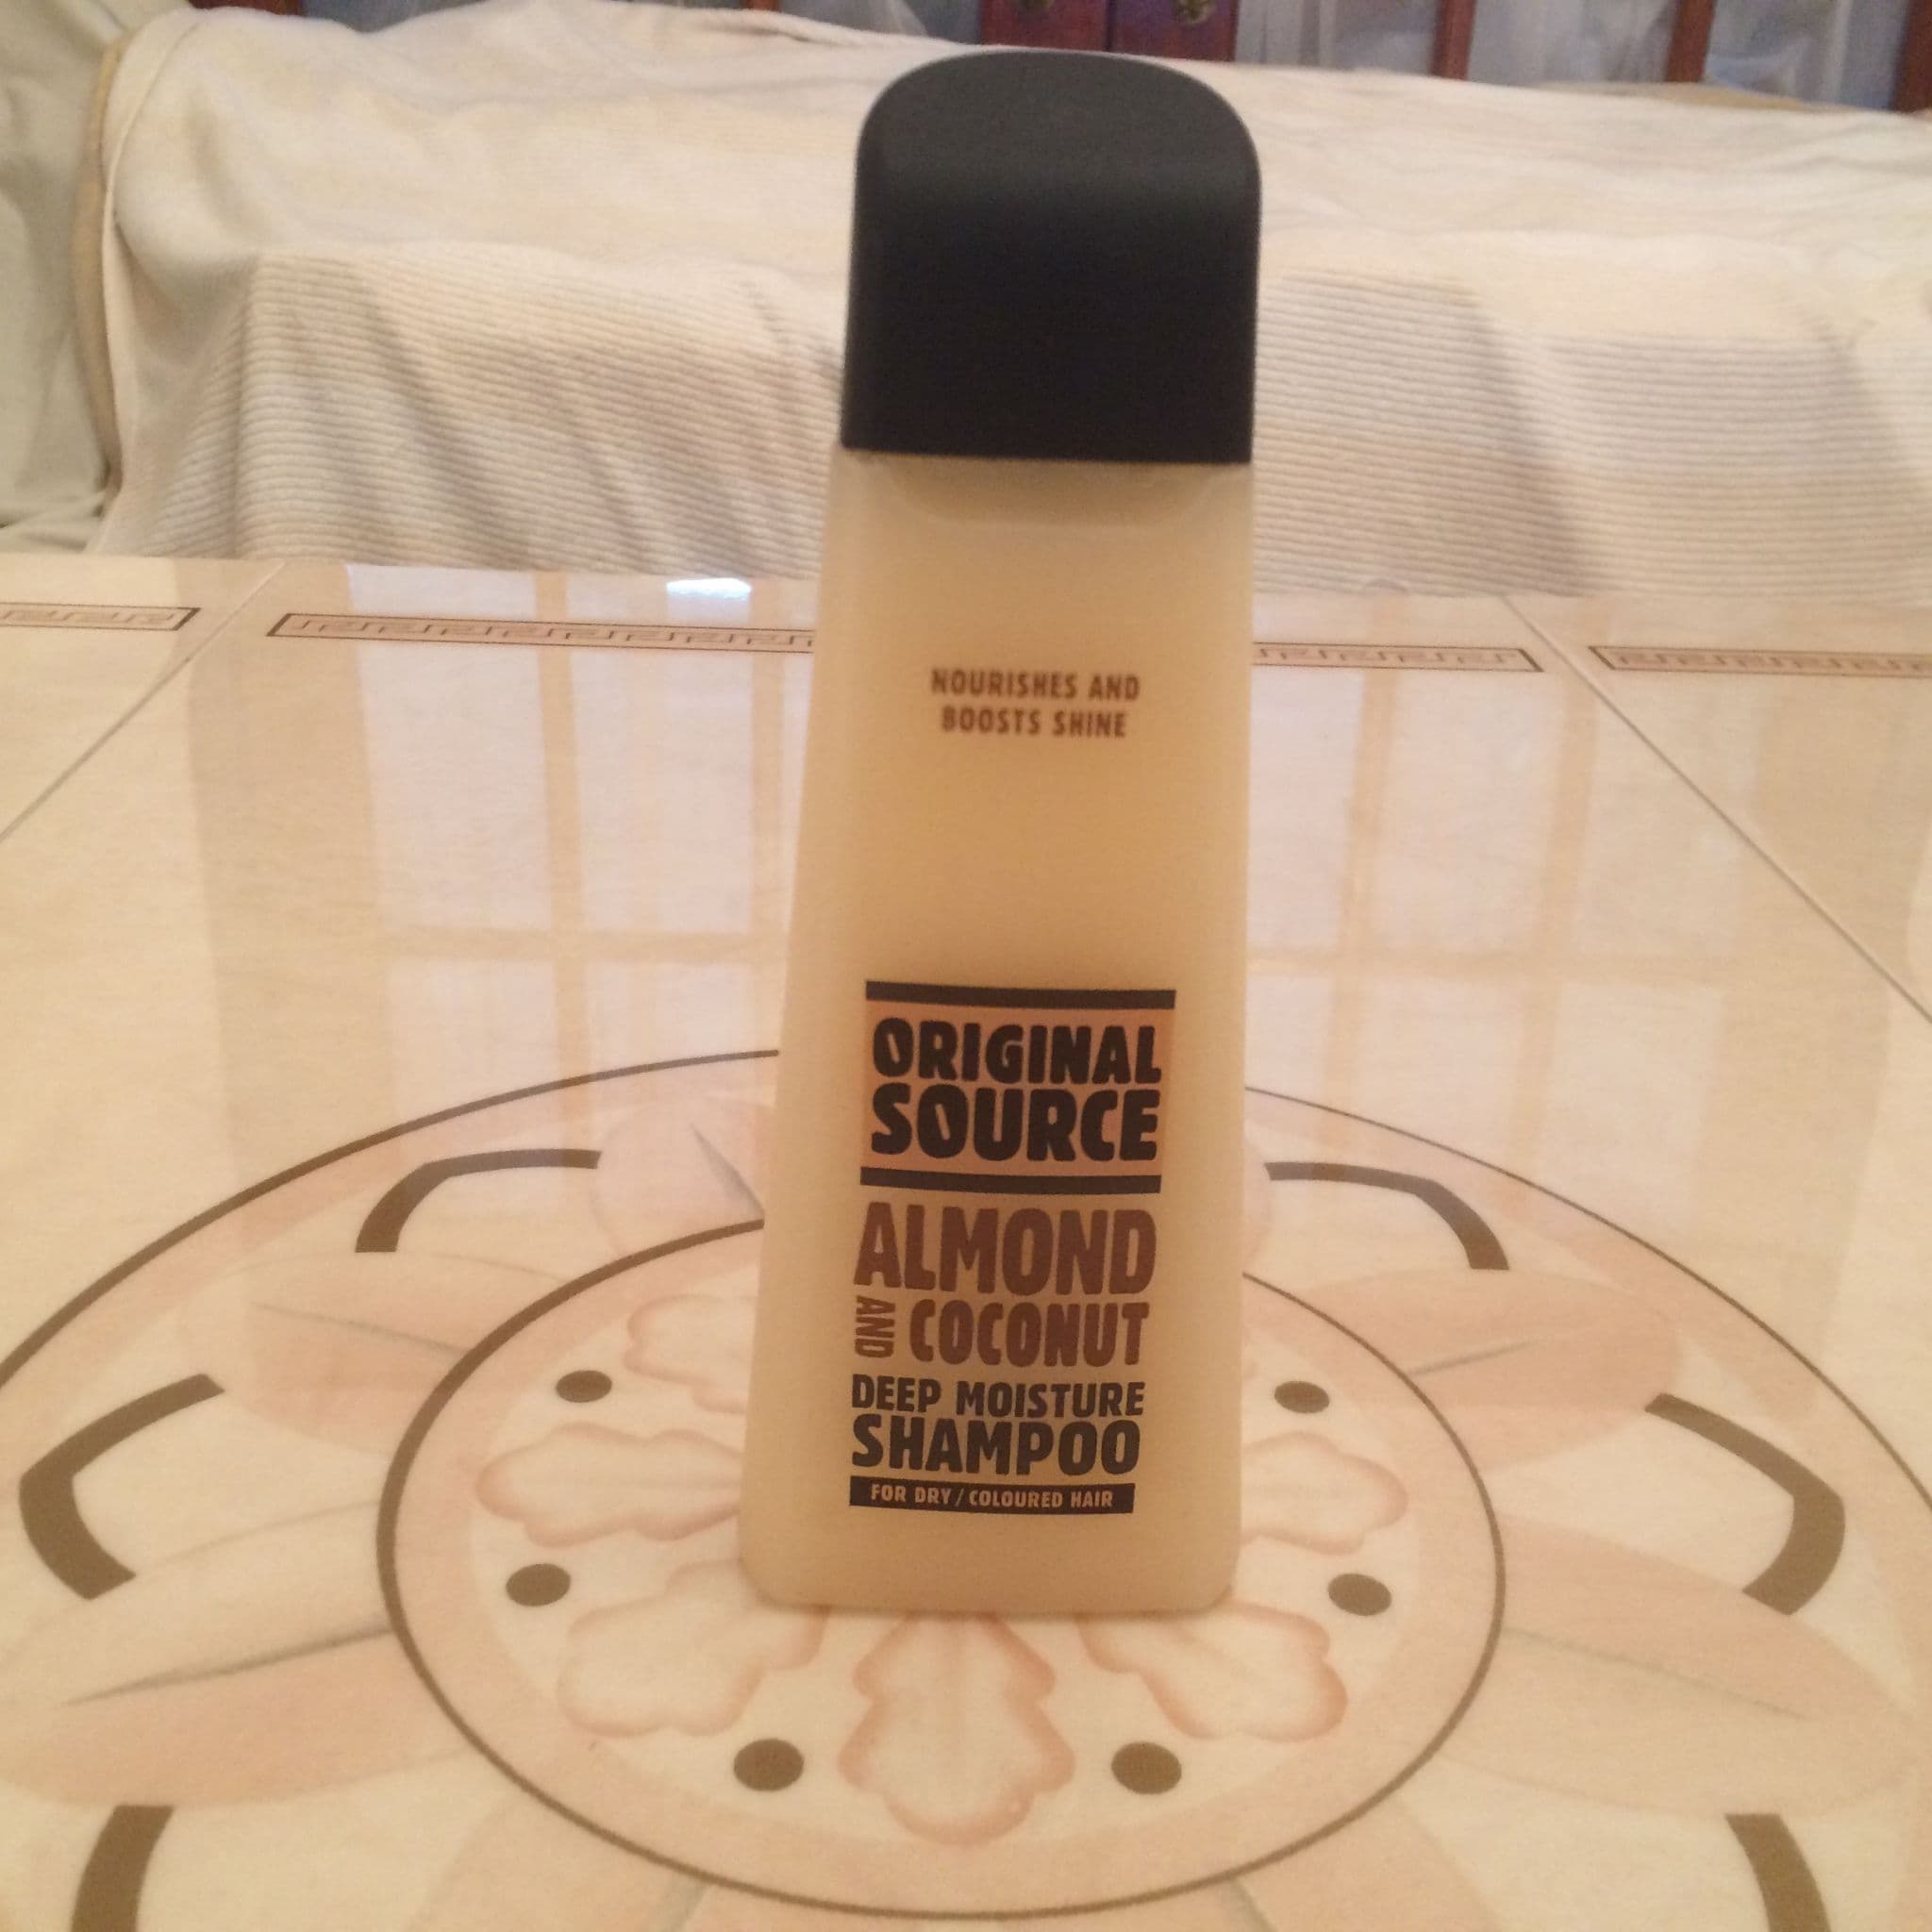 NOURISHES AND
BOOSTS SHINE
ORIGINAL
SOURCE
ALMOND
AND COCONUT
DEEP MOISTURE
SHAMPOO
FOR DRY/COLOURED HAIR